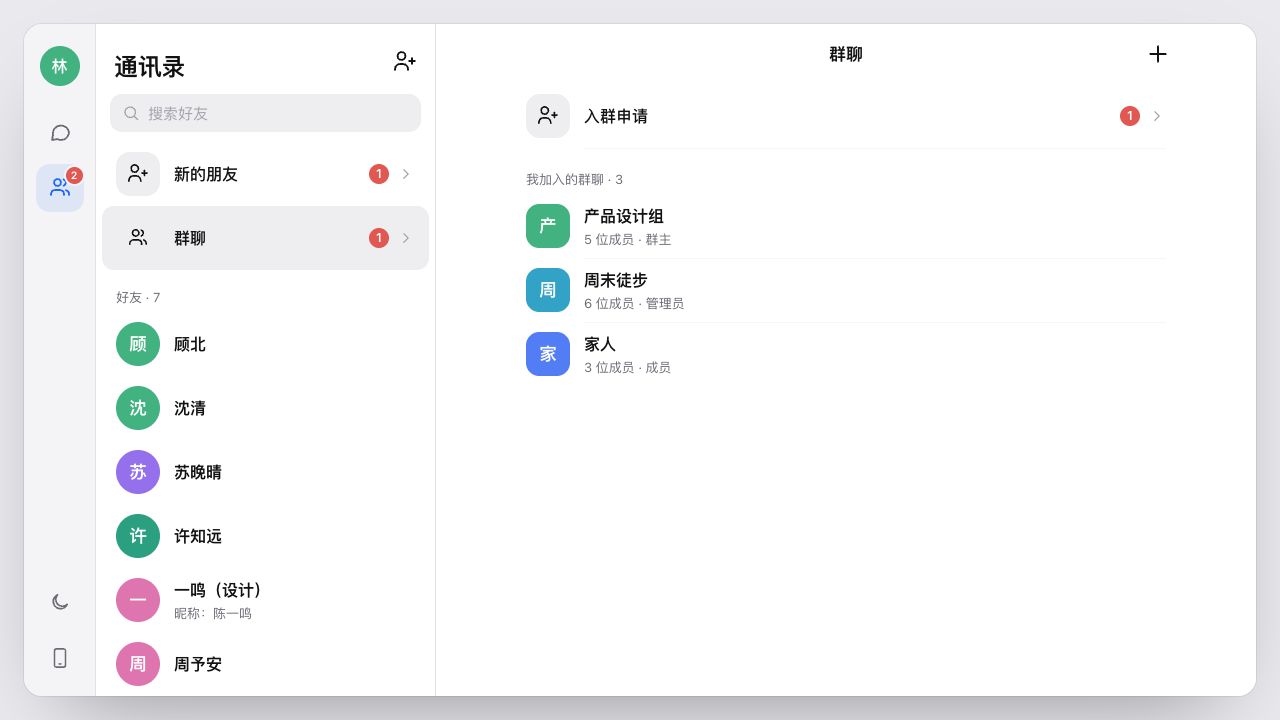 林
2
通讯录
搜索好友
新的朋友
1
群聊
1
好友 · 7
顾
顾北
沈
沈清
苏
苏晚晴
许
许知远
一
一鸣（设计）
昵称：陈一鸣
周
周予安
群聊
入群申请
1
我加入的群聊 · 3
产
产品设计组
5 位成员 · 群主
周
周末徒步
6 位成员 · 管理员
家
家人
3 位成员 · 成员